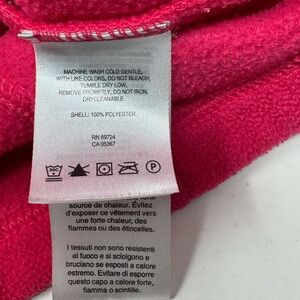 MACHINE WASH COLD GENTLE,
WITH LIKE COLORS, DO NOT BLEACH,
TUMBLE DRY LOW,
REMOVE PROMPTLY, DO NOT IRON,
DRYCLEANABLE
SHELL: 100% POLYESTER
RN 69724
CA 05367
P
forte
source de chaleur. Évitez
d'exposer ce vêtement vers
une forte chaleur, des
flammes ou des étincelles.
I tessuti non sono resistenti
al fuoco e si sciolgono e
bruciano se esposti a calore
estremo. Evitare di esporre
questo capo a calore forte,
fiamma o scintille.